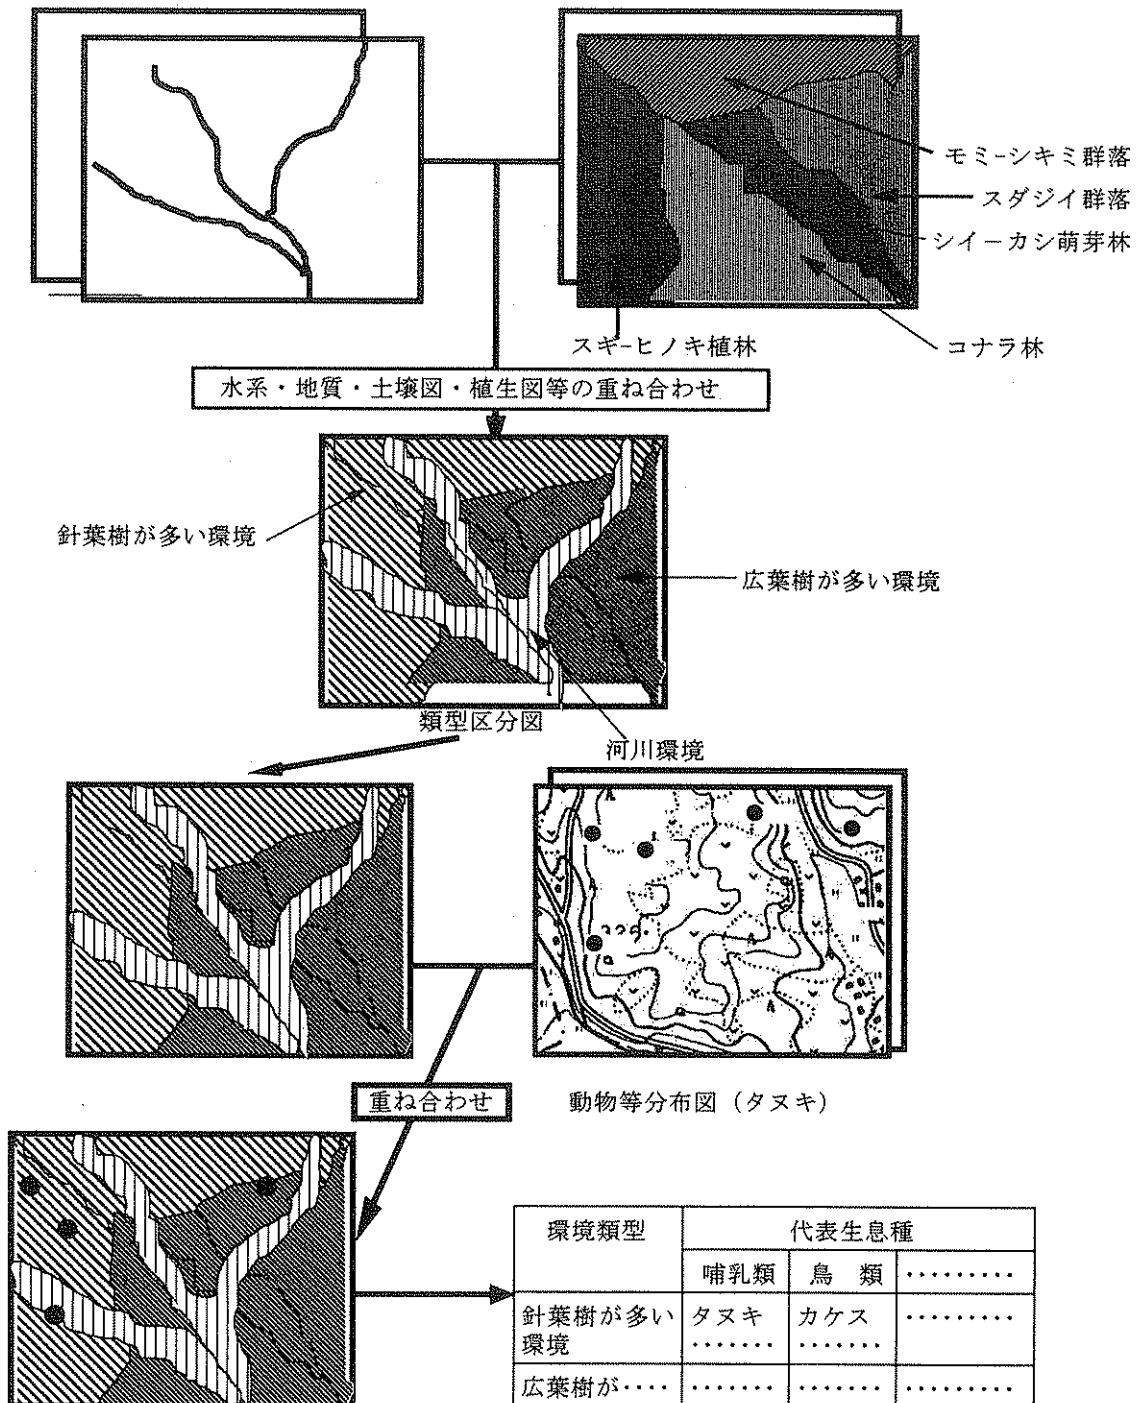 モミ-シキミ群落
スダジイ群落
シイ-カシ萌芽林
スギ-ヒノキ植林
コナラ林
水系・地質・土壌図・植生図等の重ね合わせ
針葉樹が多い環境
広葉樹が多い環境
類型区分図
河川環境
重ね合わせ
動物等分布図（タヌキ）
環境類型
代表生息種
哺乳類
鳥　類
・・・・・・・・・
針葉樹が多い
環境
タヌキ
・・・・・・・
カケス
・・・・・・・
・・・・・・・・・
広葉樹が・・・・
・・・・・・・
・・・・・・・
・・・・・・・・・